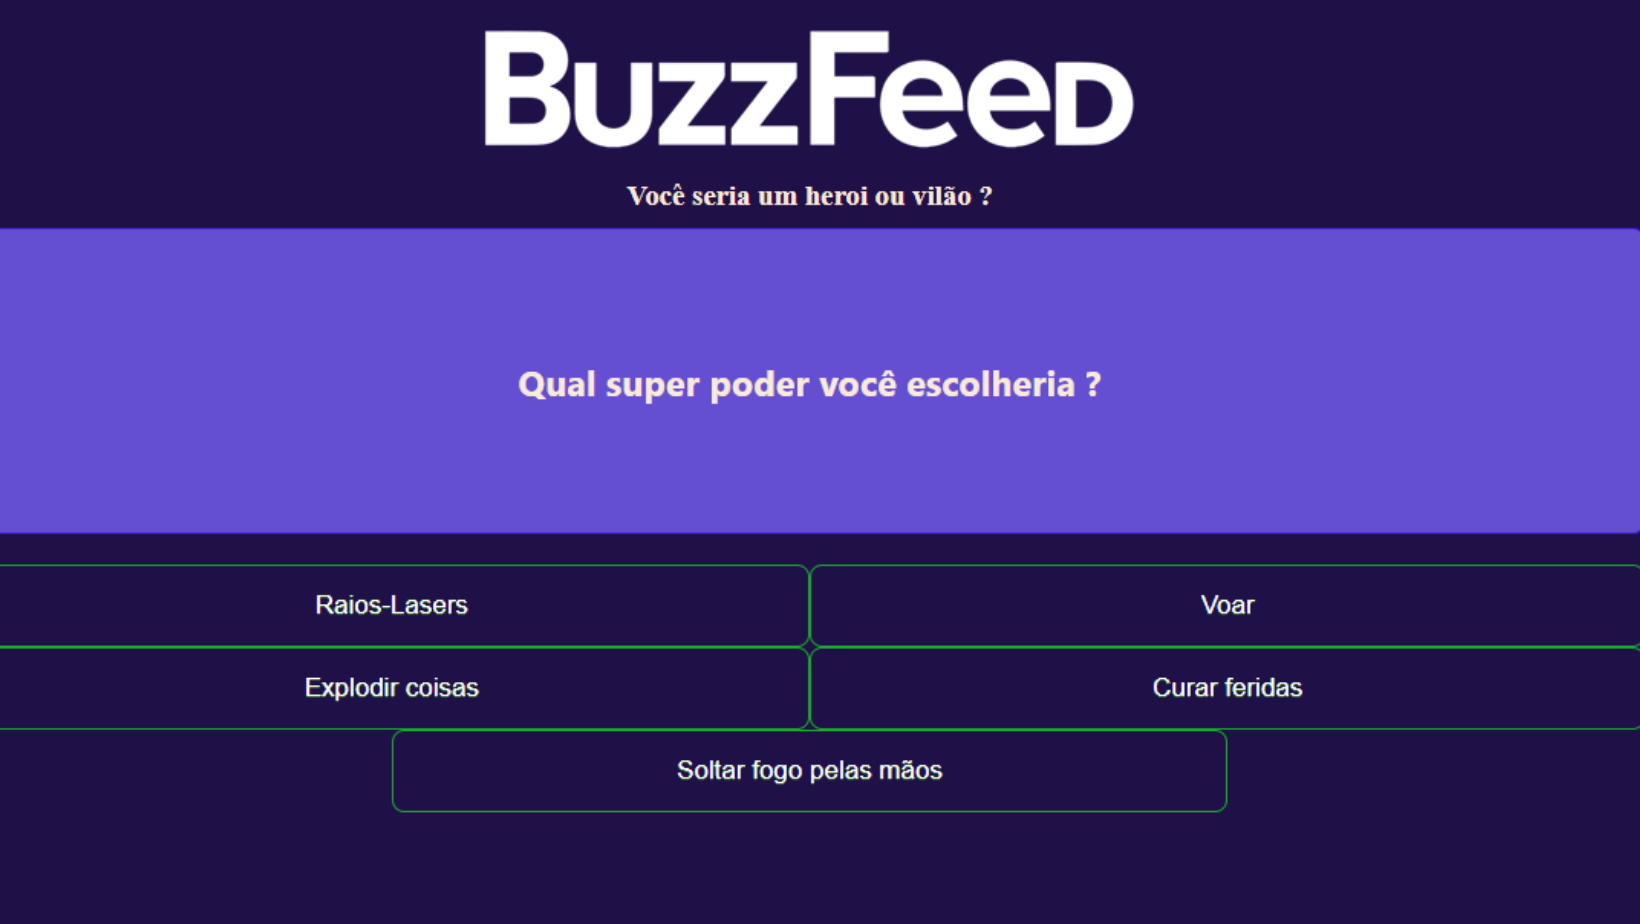 BuzzFeed
Você seria um heroi ou vilão ?
Qual super poder você escolheria ?
Raios-Lasers
Voar
Explodir coisas
Curar feridas
Soltar fogo pelas mãos